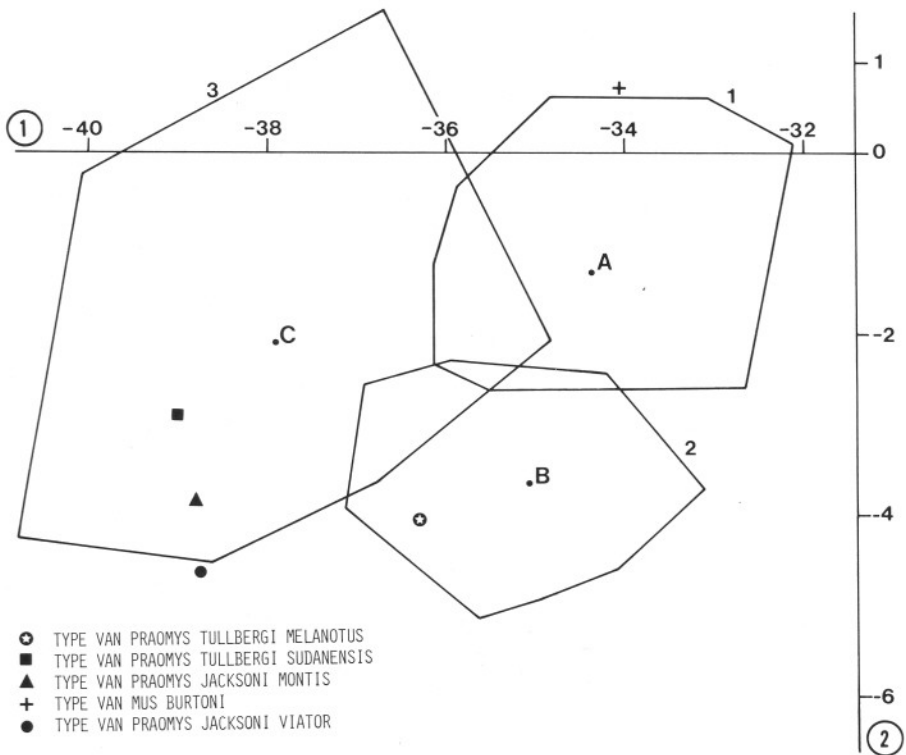 3
1
1
1
-40
-38
-36
-34
-32
0
A
C
-2
2
B
-4
✪ TYPE VAN PRAOMYS TULLBERGI MELANOTUS
■ TYPE VAN PRAOMYS TULLBERGI SUDANENSIS
▲ TYPE VAN PRAOMYS JACKSONI MONTIS
+ TYPE VAN MUS BURTONI
● TYPE VAN PRAOMYS JACKSONI VIATOR
-6
2